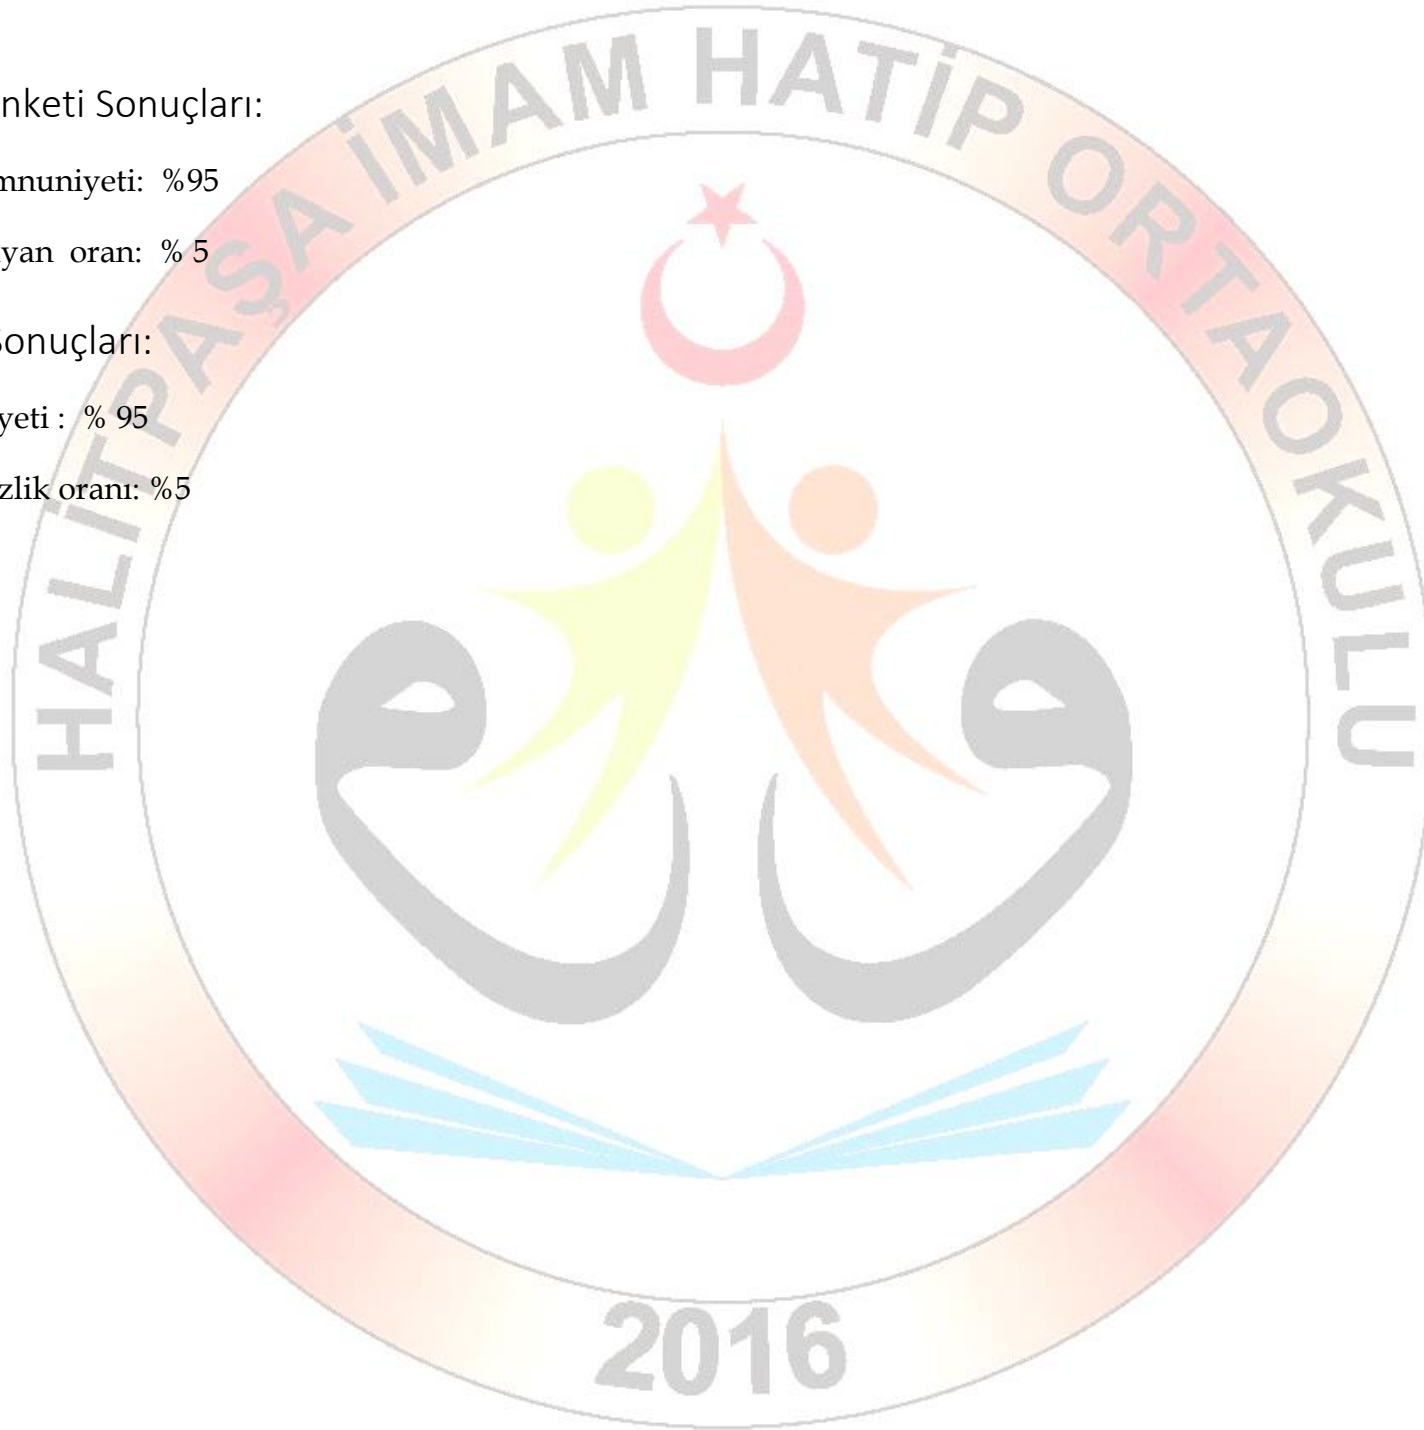 nketi Sonuçları:
mnuniyeti: %95
yan oran: % 5
Sonuçları:
yeti : % 95
zlik oranı: %5
HALİTPAŞA İMAM HATİP ORTAOKULU
2016